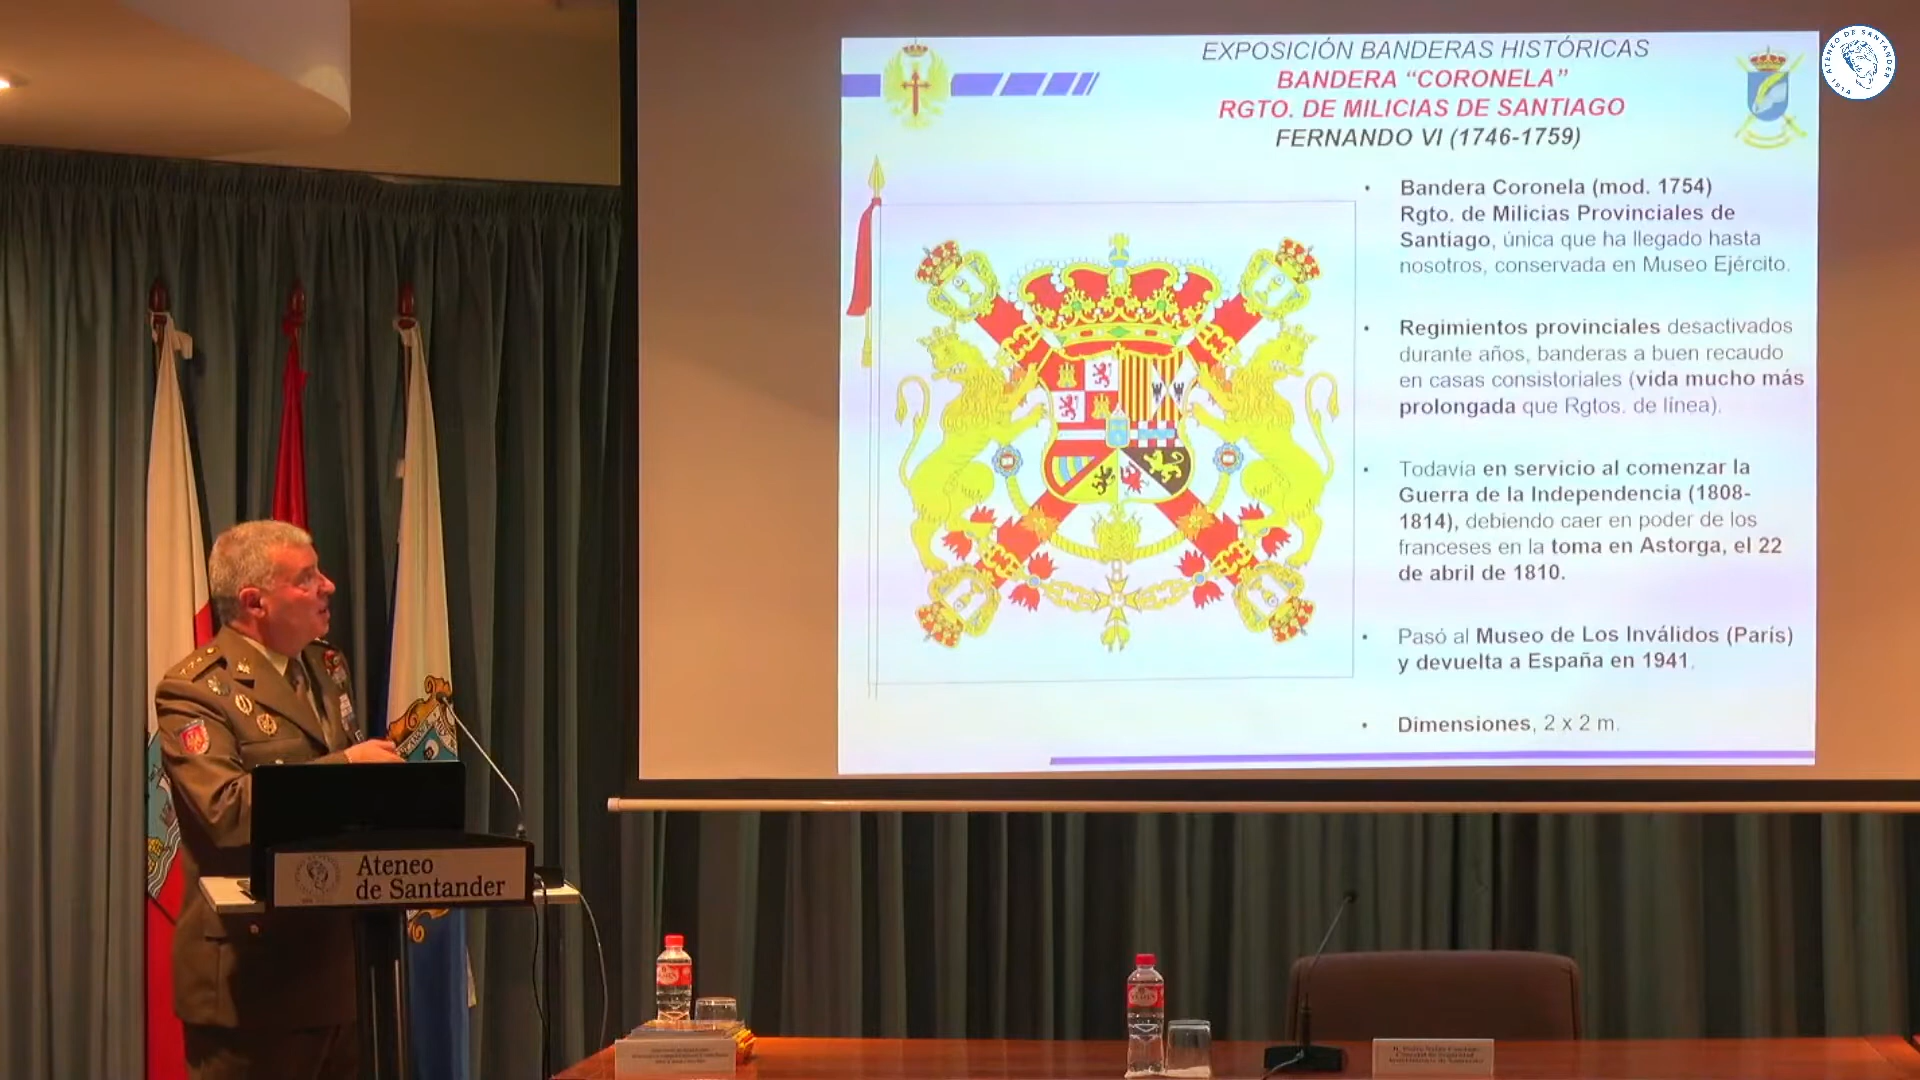 EXPOSICIÓN BANDERAS HISTÓRICAS
BANDERA “CORONELA”
RGTO. DE MILICIAS DE SANTIAGO
FERNANDO VI (1746-1759)
• Bandera Coronela (mod. 1754)
Rgto. de Milicias Provinciales de
Santiago, única que ha llegado hasta
nosotros, conservada en Museo Ejército.
• Regimientos provinciales desactivados
durante años, banderas a buen recaudo
en casas consistoriales (vida mucho más
prolongada que Rgtos. de línea).
• Todavía en servicio al comenzar la
Guerra de la Independencia (1808-
1814), debiendo caer en poder de los
franceses en la toma en Astorga, el 22
de abril de 1810.
• Pasó al Museo de Los Inválidos (París)
y devuelta a España en 1941.
• Dimensiones, 2 x 2 m.
ATENEO DE SANTANDER
1914
Ateneo
de Santander